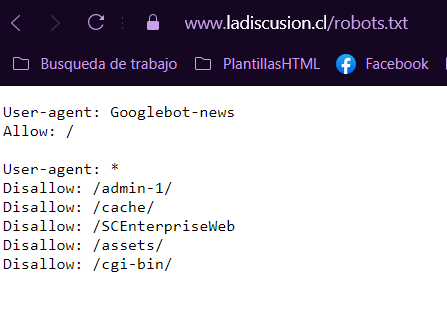 www.ladiscusion.cl/robots.txt
Busqueda de trabajo PlantillasHTML Facebook
User-agent: Googlebot-news
Allow: /
User-agent: *
Disallow: /admin-1/
Disallow: /cache/
Disallow: /SCEnterpriseWeb
Disallow: /assets/
Disallow: /cgi-bin/